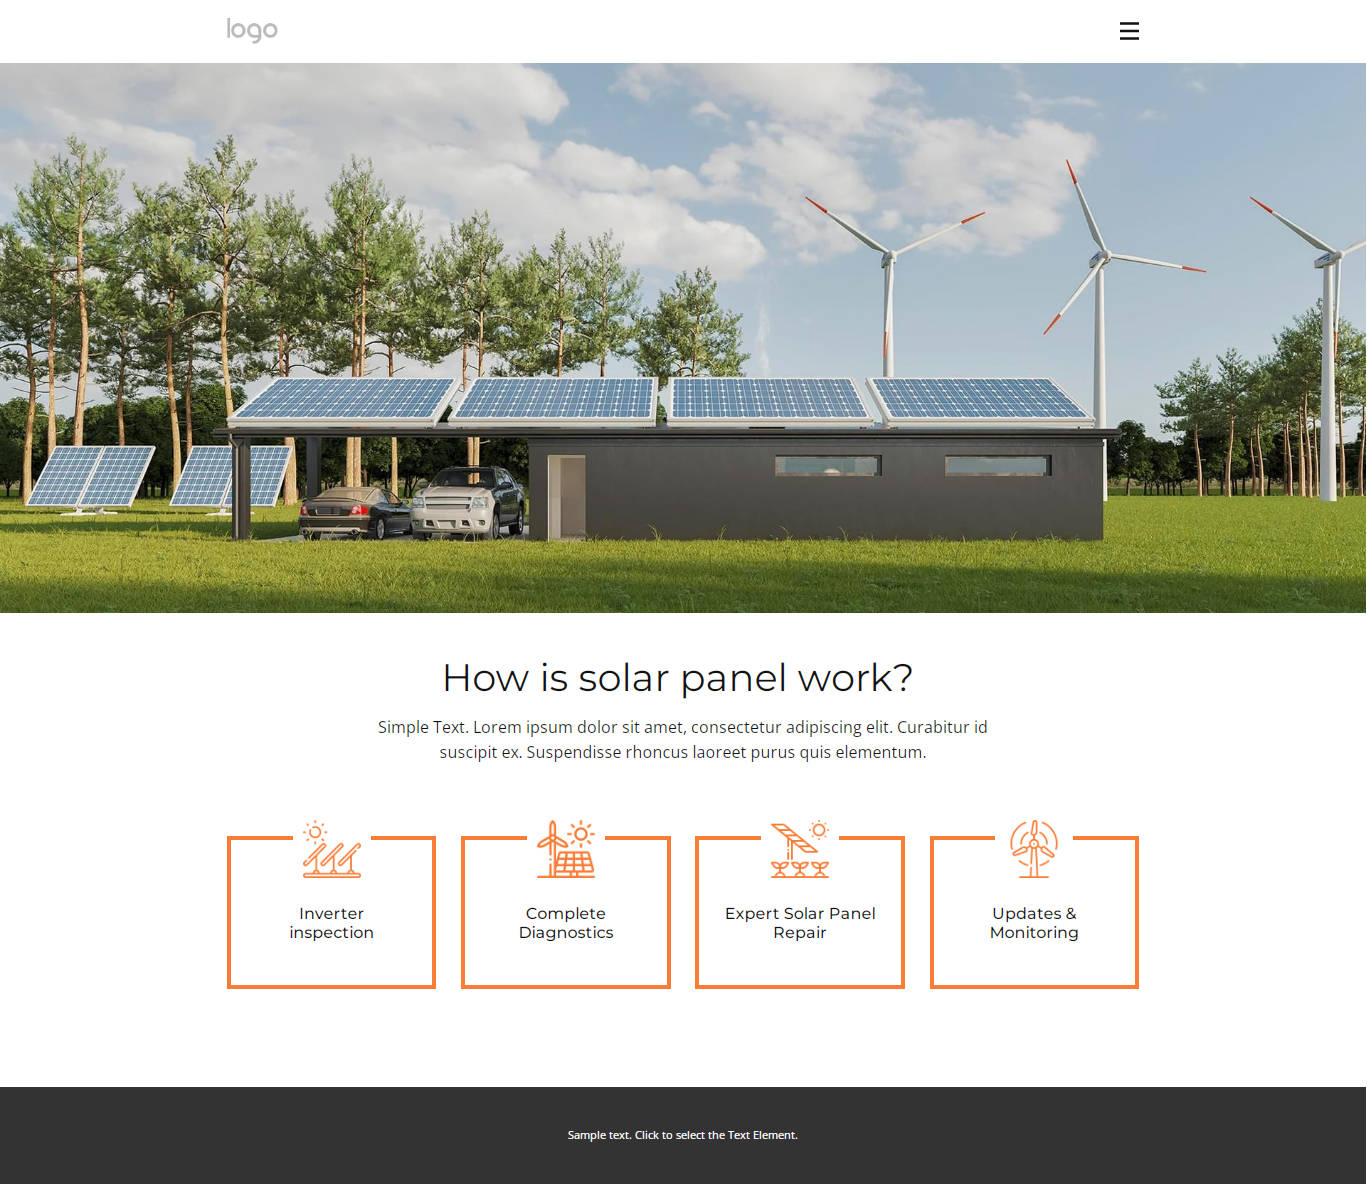 logo
How is solar panel work?
Simple Text. Lorem ipsum dolor sit amet, consectetur adipiscing elit. Curabitur id
suscipit ex. Suspendisse rhoncus laoreet purus quis elementum.
Inverter
inspection
Complete
Diagnostics
Expert Solar Panel
Repair
Updates &
Monitoring
Sample text. Click to select the Text Element.